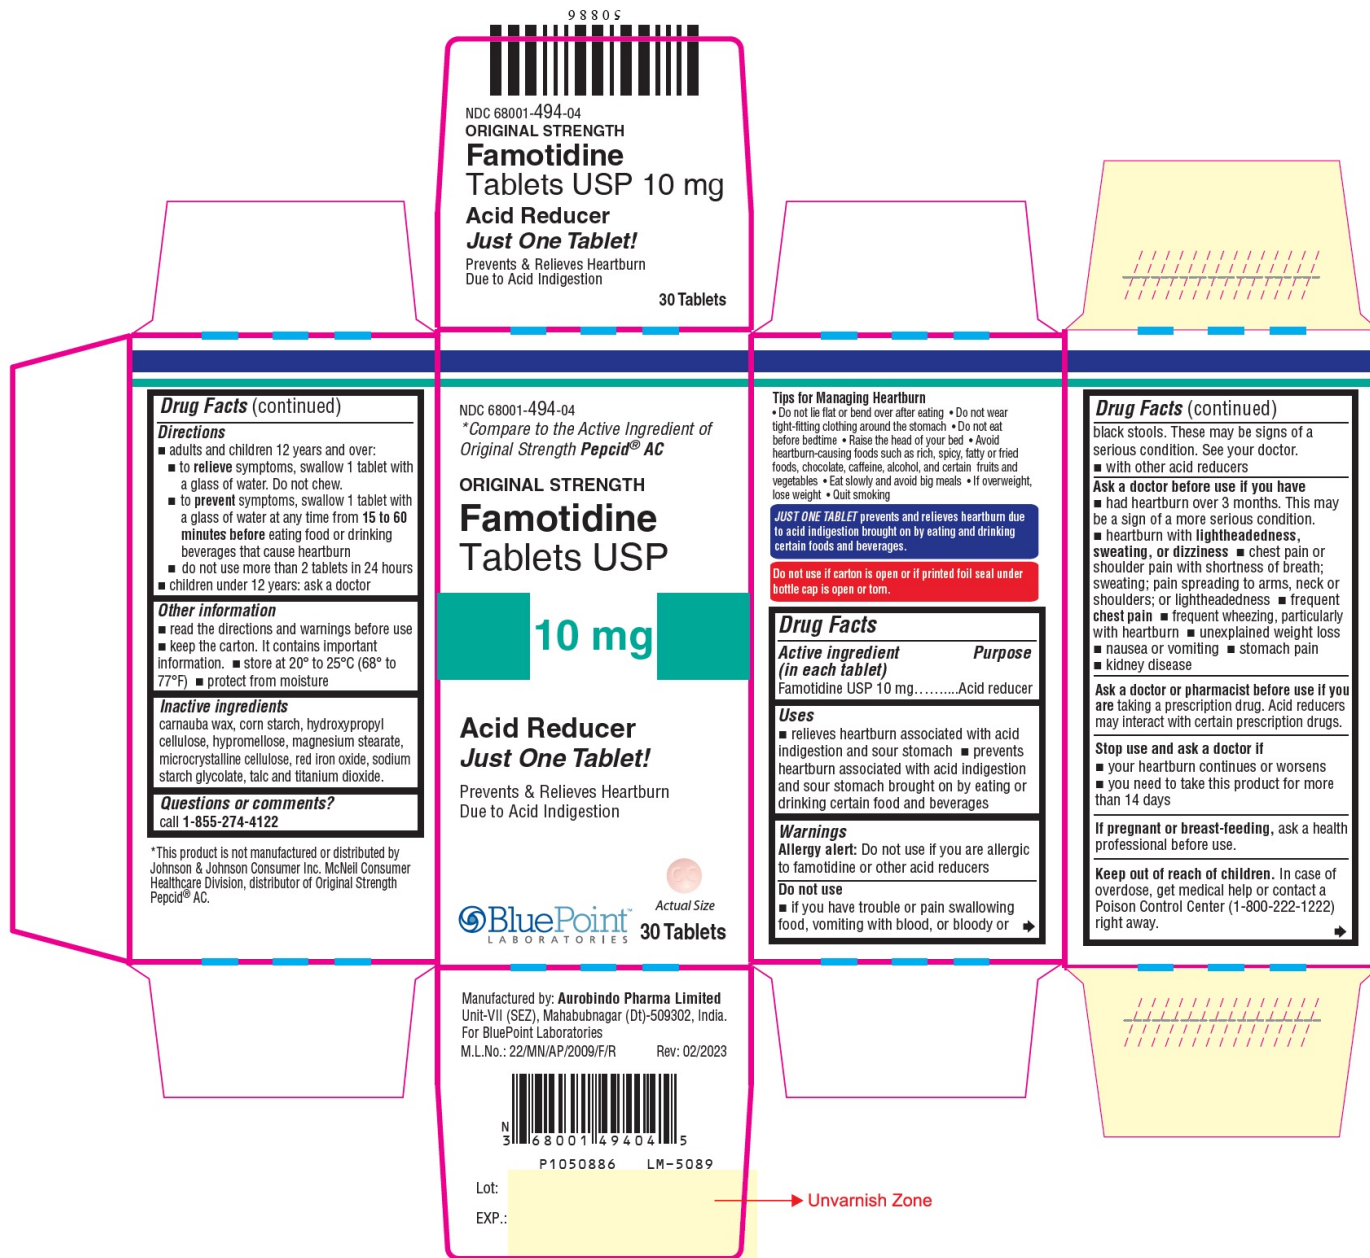 50886
NDC 68001-494-04
ORIGINAL STRENGTH
Famotidine
Tablets USP 10 mg
Acid Reducer
Just One Tablet!
Prevents & Relieves Heartburn
Due to Acid Indigestion
30 Tablets
Drug Facts (continued)
Directions
■ adults and children 12 years and over:
■ to relieve symptoms, swallow 1 tablet with
a glass of water. Do not chew.
■ to prevent symptoms, swallow 1 tablet with
a glass of water at any time from 15 to 60
minutes before eating food or drinking
beverages that cause heartburn
■ do not use more than 2 tablets in 24 hours
■ children under 12 years: ask a doctor
Other information
■ read the directions and warnings before use
■ keep the carton. It contains important
information. ■ store at 20° to 25°C (68° to
77°F) ■ protect from moisture
Inactive ingredients
carnauba wax, corn starch, hydroxypropyl
cellulose, hypromellose, magnesium stearate,
microcrystalline cellulose, red iron oxide, sodium
starch glycolate, talc and titanium dioxide.
Questions or comments?
call 1-855-274-4122
*This product is not manufactured or distributed by
Johnson & Johnson Consumer Inc. McNeil Consumer
Healthcare Division, distributor of Original Strength
Pepcid® AC.
NDC 68001-494-04
*Compare to the Active Ingredient of
Original Strength Pepcid® AC
ORIGINAL STRENGTH
Famotidine
Tablets USP
10 mg
Acid Reducer
Just One Tablet!
Prevents & Relieves Heartburn
Due to Acid Indigestion
Actual Size
BluePoint™
LABORATORIES
30 Tablets
Tips for Managing Heartburn
• Do not lie flat or bend over after eating • Do not wear
tight-fitting clothing around the stomach • Do not eat
before bedtime • Raise the head of your bed • Avoid
heartburn-causing foods such as rich, spicy, fatty or fried
foods, chocolate, caffeine, alcohol, and certain fruits and
vegetables • Eat slowly and avoid big meals • If overweight,
lose weight • Quit smoking
JUST ONE TABLET prevents and relieves heartburn due
to acid indigestion brought on by eating and drinking
certain foods and beverages.
Do not use if carton is open or if printed foil seal under
bottle cap is open or torn.
Drug Facts
Active ingredient Purpose
(in each tablet)
Famotidine USP 10 mg..........Acid reducer
Uses
■ relieves heartburn associated with acid
indigestion and sour stomach ■ prevents
heartburn associated with acid indigestion
and sour stomach brought on by eating or
drinking certain food and beverages
Warnings
Allergy alert: Do not use if you are allergic
to famotidine or other acid reducers
Do not use
■ if you have trouble or pain swallowing
food, vomiting with blood, or bloody or
Drug Facts (continued)
black stools. These may be signs of a
serious condition. See your doctor.
■ with other acid reducers
Ask a doctor before use if you have
■ had heartburn over 3 months. This may
be a sign of a more serious condition.
■ heartburn with lightheadedness,
sweating, or dizziness ■ chest pain or
shoulder pain with shortness of breath;
sweating; pain spreading to arms, neck or
shoulders; or lightheadedness ■ frequent
chest pain ■ frequent wheezing, particularly
with heartburn ■ unexplained weight loss
■ nausea or vomiting ■ stomach pain
■ kidney disease
Ask a doctor or pharmacist before use if you
are taking a prescription drug. Acid reducers
may interact with certain prescription drugs.
Stop use and ask a doctor if
■ your heartburn continues or worsens
■ you need to take this product for more
than 14 days
If pregnant or breast-feeding, ask a health
professional before use.
Keep out of reach of children. In case of
overdose, get medical help or contact a
Poison Control Center (1-800-222-1222)
right away.
Manufactured by: Aurobindo Pharma Limited
Unit-VII (SEZ), Mahabubnagar (Dt)-509302, India.
For BluePoint Laboratories
M.L.No.: 22/MN/AP/2009/F/R Rev: 02/2023
N
3 68001 49404 5
P1050886 LM-5089
Lot:
EXP.:
Unvarnish Zone